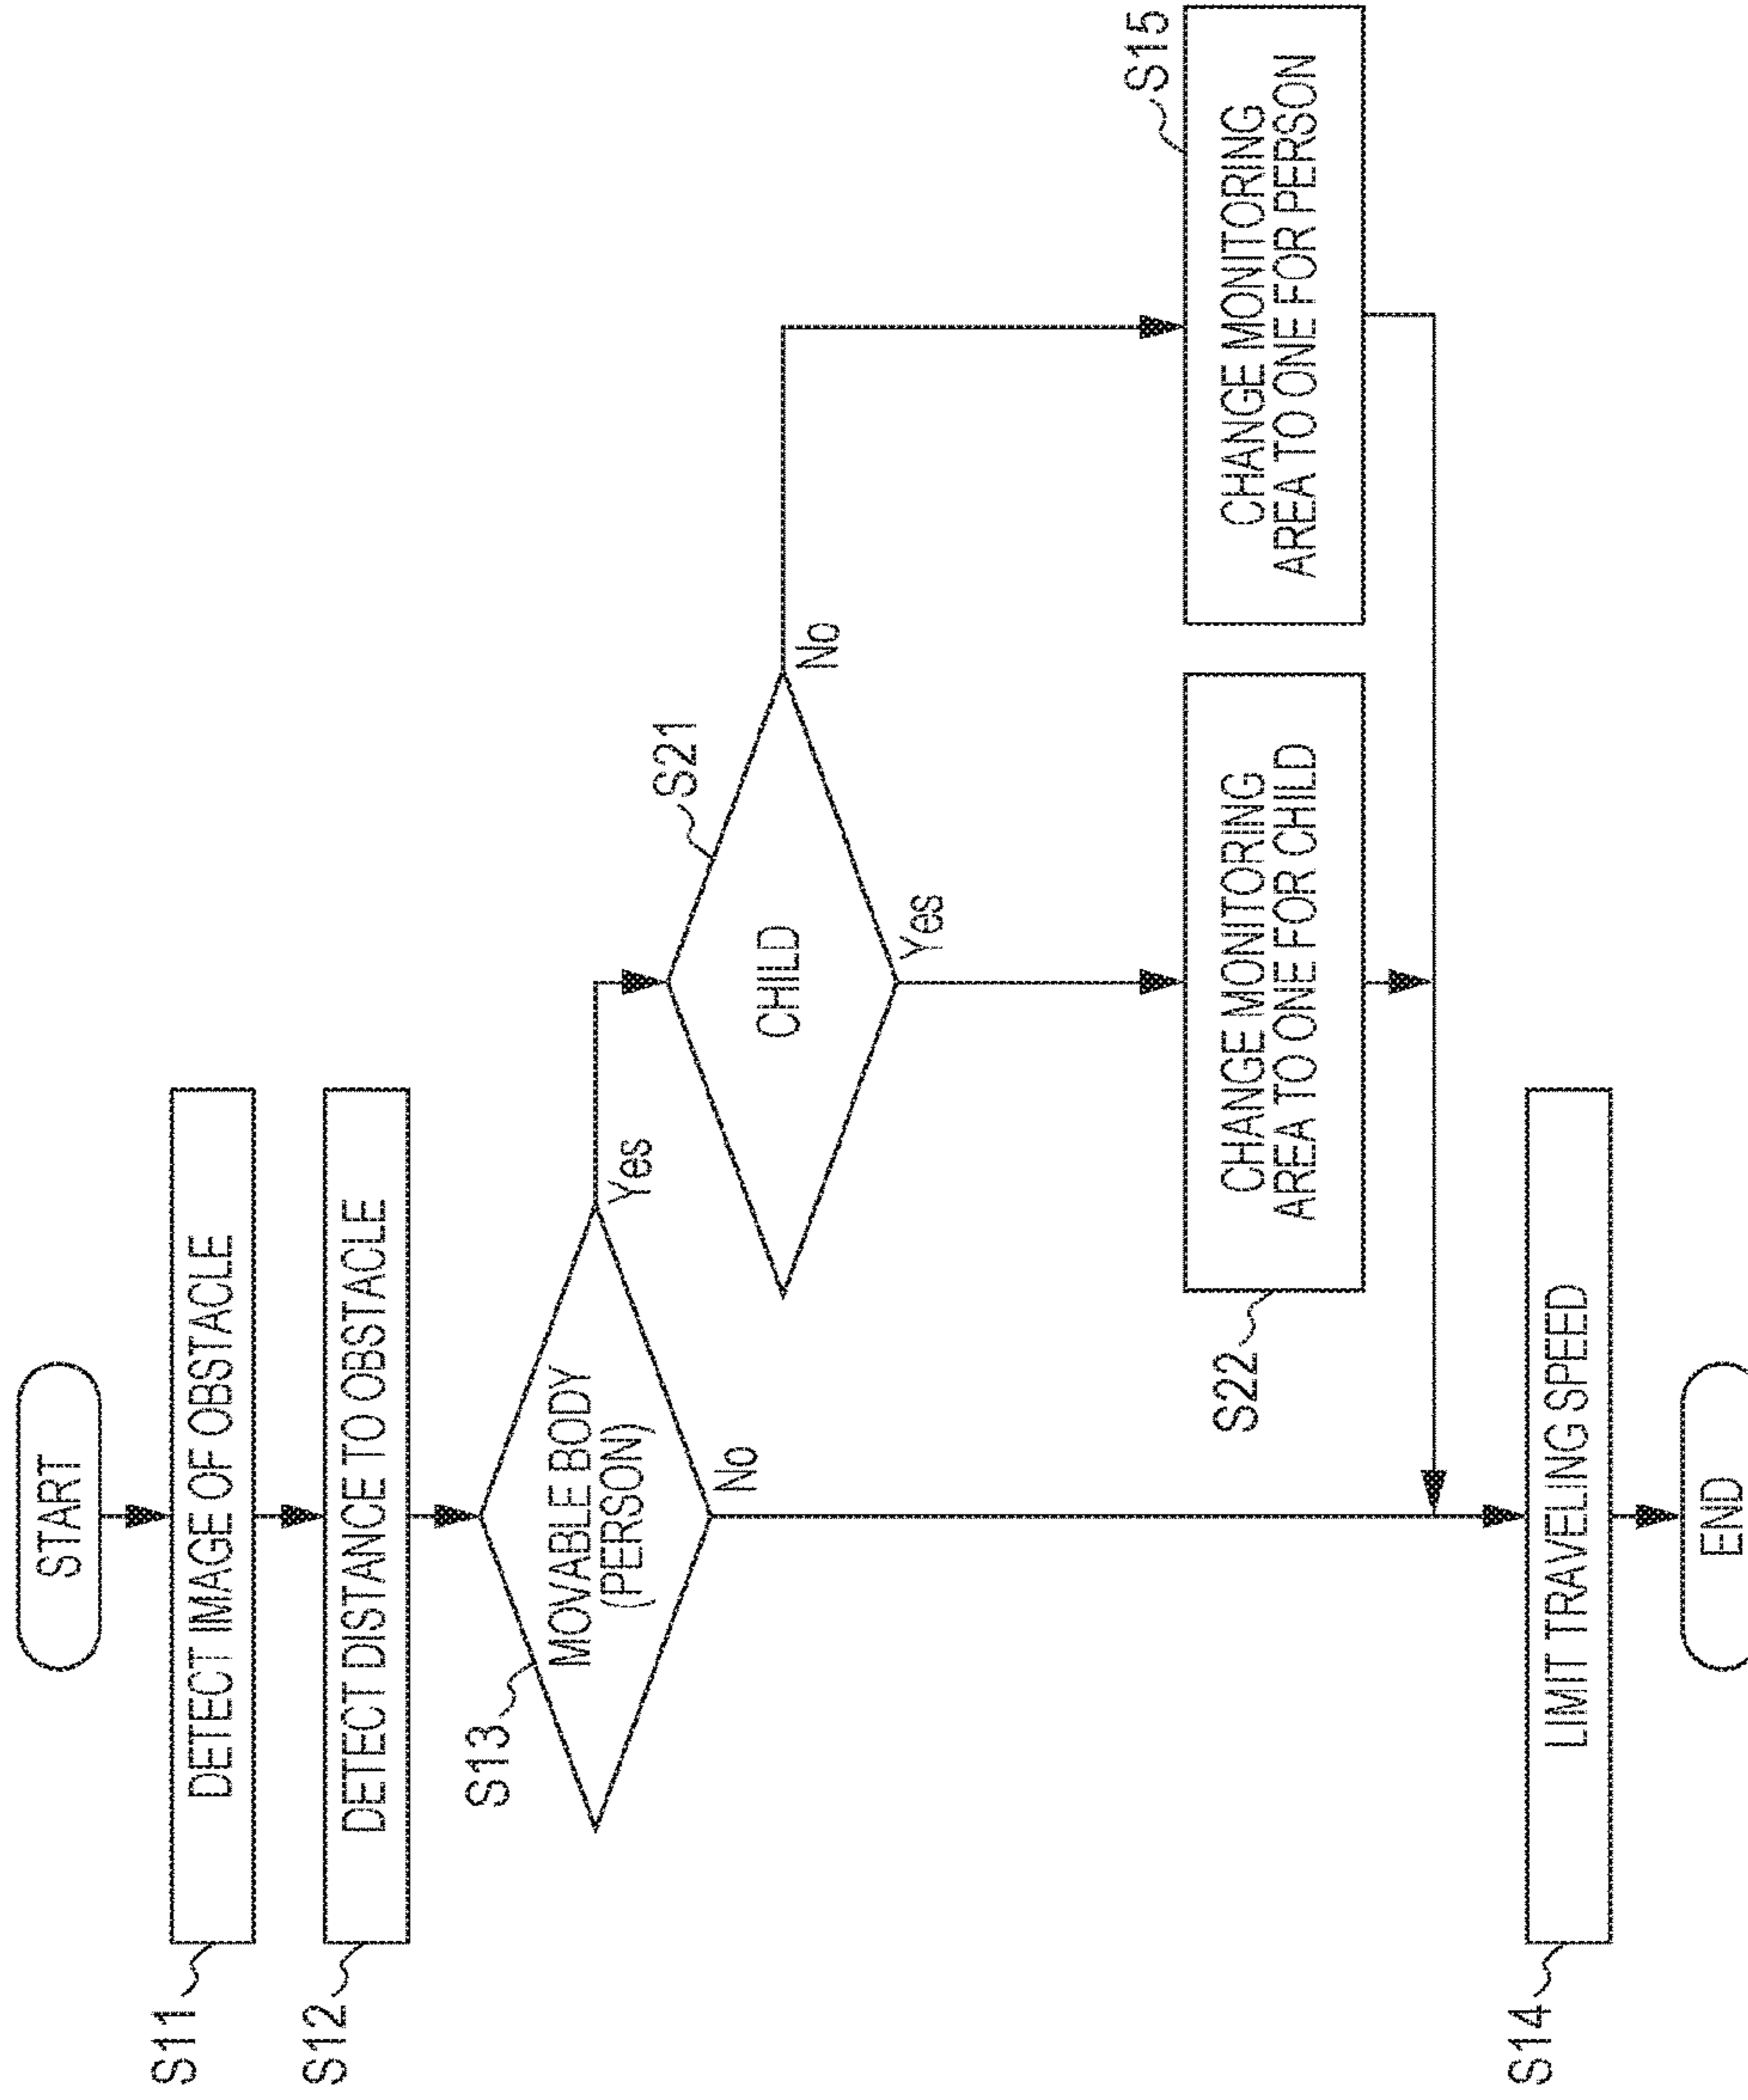 START
S11
DETECT IMAGE OF OBSTACLE
S12
DETECT DISTANCE TO OBSTACLE
S13
MOVABLE BODY
(PERSON)
Yes
No
S21
CHILD
No
Yes
S22
CHANGE MONITORING
AREA TO ONE FOR CHILD
S15
CHANGE MONITORING
AREA TO ONE FOR PERSON
S14
LIMIT TRAVELING SPEED
END